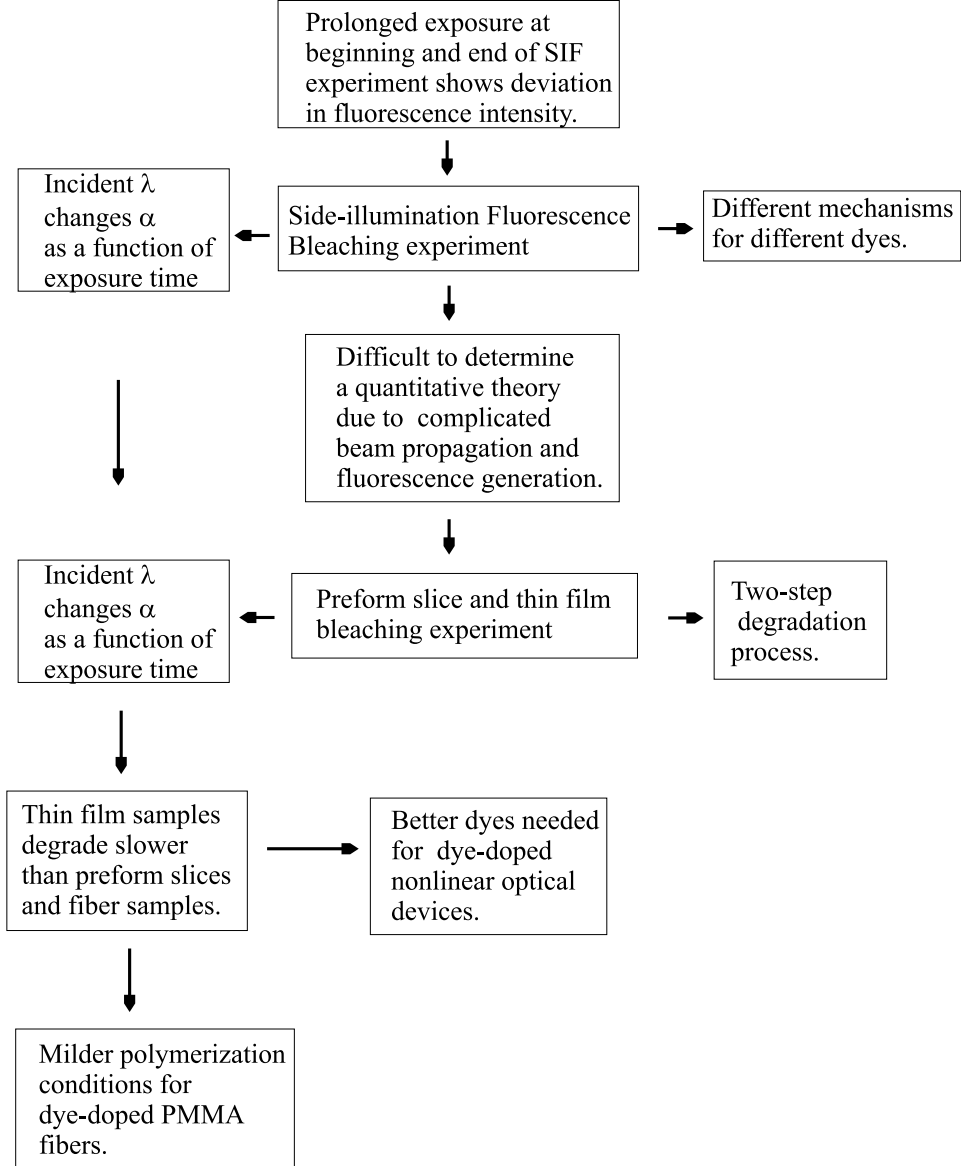 Prolonged exposure at
beginning and end of SIF
experiment shows deviation
in fluorescence intensity.
Incident λ
changes α
as a function of
exposure time
Side-illumination Fluorescence
Bleaching experiment
Different mechanisms
for different dyes.
Difficult to determine
a quantitative theory
due to complicated
beam propagation and
fluorescence generation.
Incident λ
changes α
as a function of
exposure time
Preform slice and thin film
bleaching experiment
Two-step
degradation
process.
Thin film samples
degrade slower
than preform slices
and fiber samples.
Better dyes needed
for dye-doped
nonlinear optical
devices.
Milder polymerization
conditions for
dye-doped PMMA
fibers.